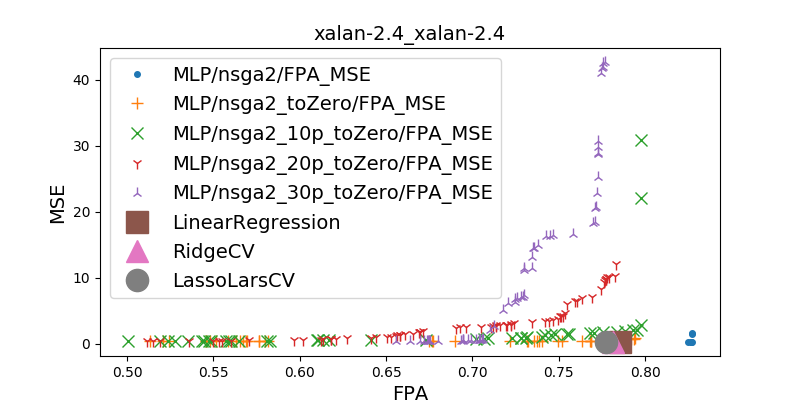 xalan-2.4_xalan-2.4
MLP/nsga2/FPA_MSE
MLP/nsga2_toZero/FPA_MSE
MLP/nsga2_10p_toZero/FPA_MSE
MLP/nsga2_20p_toZero/FPA_MSE
MLP/nsga2_30p_toZero/FPA_MSE
LinearRegression
RidgeCV
LassoLarsCV
MSE
40
30
20
10
0
0.50 0.55 0.60 0.65 0.70 0.75 0.80
FPA